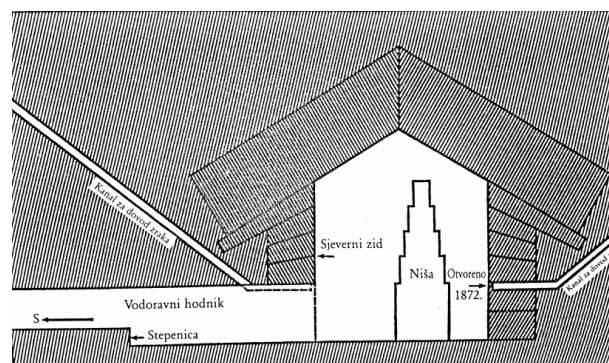 Kanal za dovod zraka
Sjeverni zid
Niša
Otvoreno
1872.
Kanal za dovod
Vodoravni hodnik
S
Stepenica